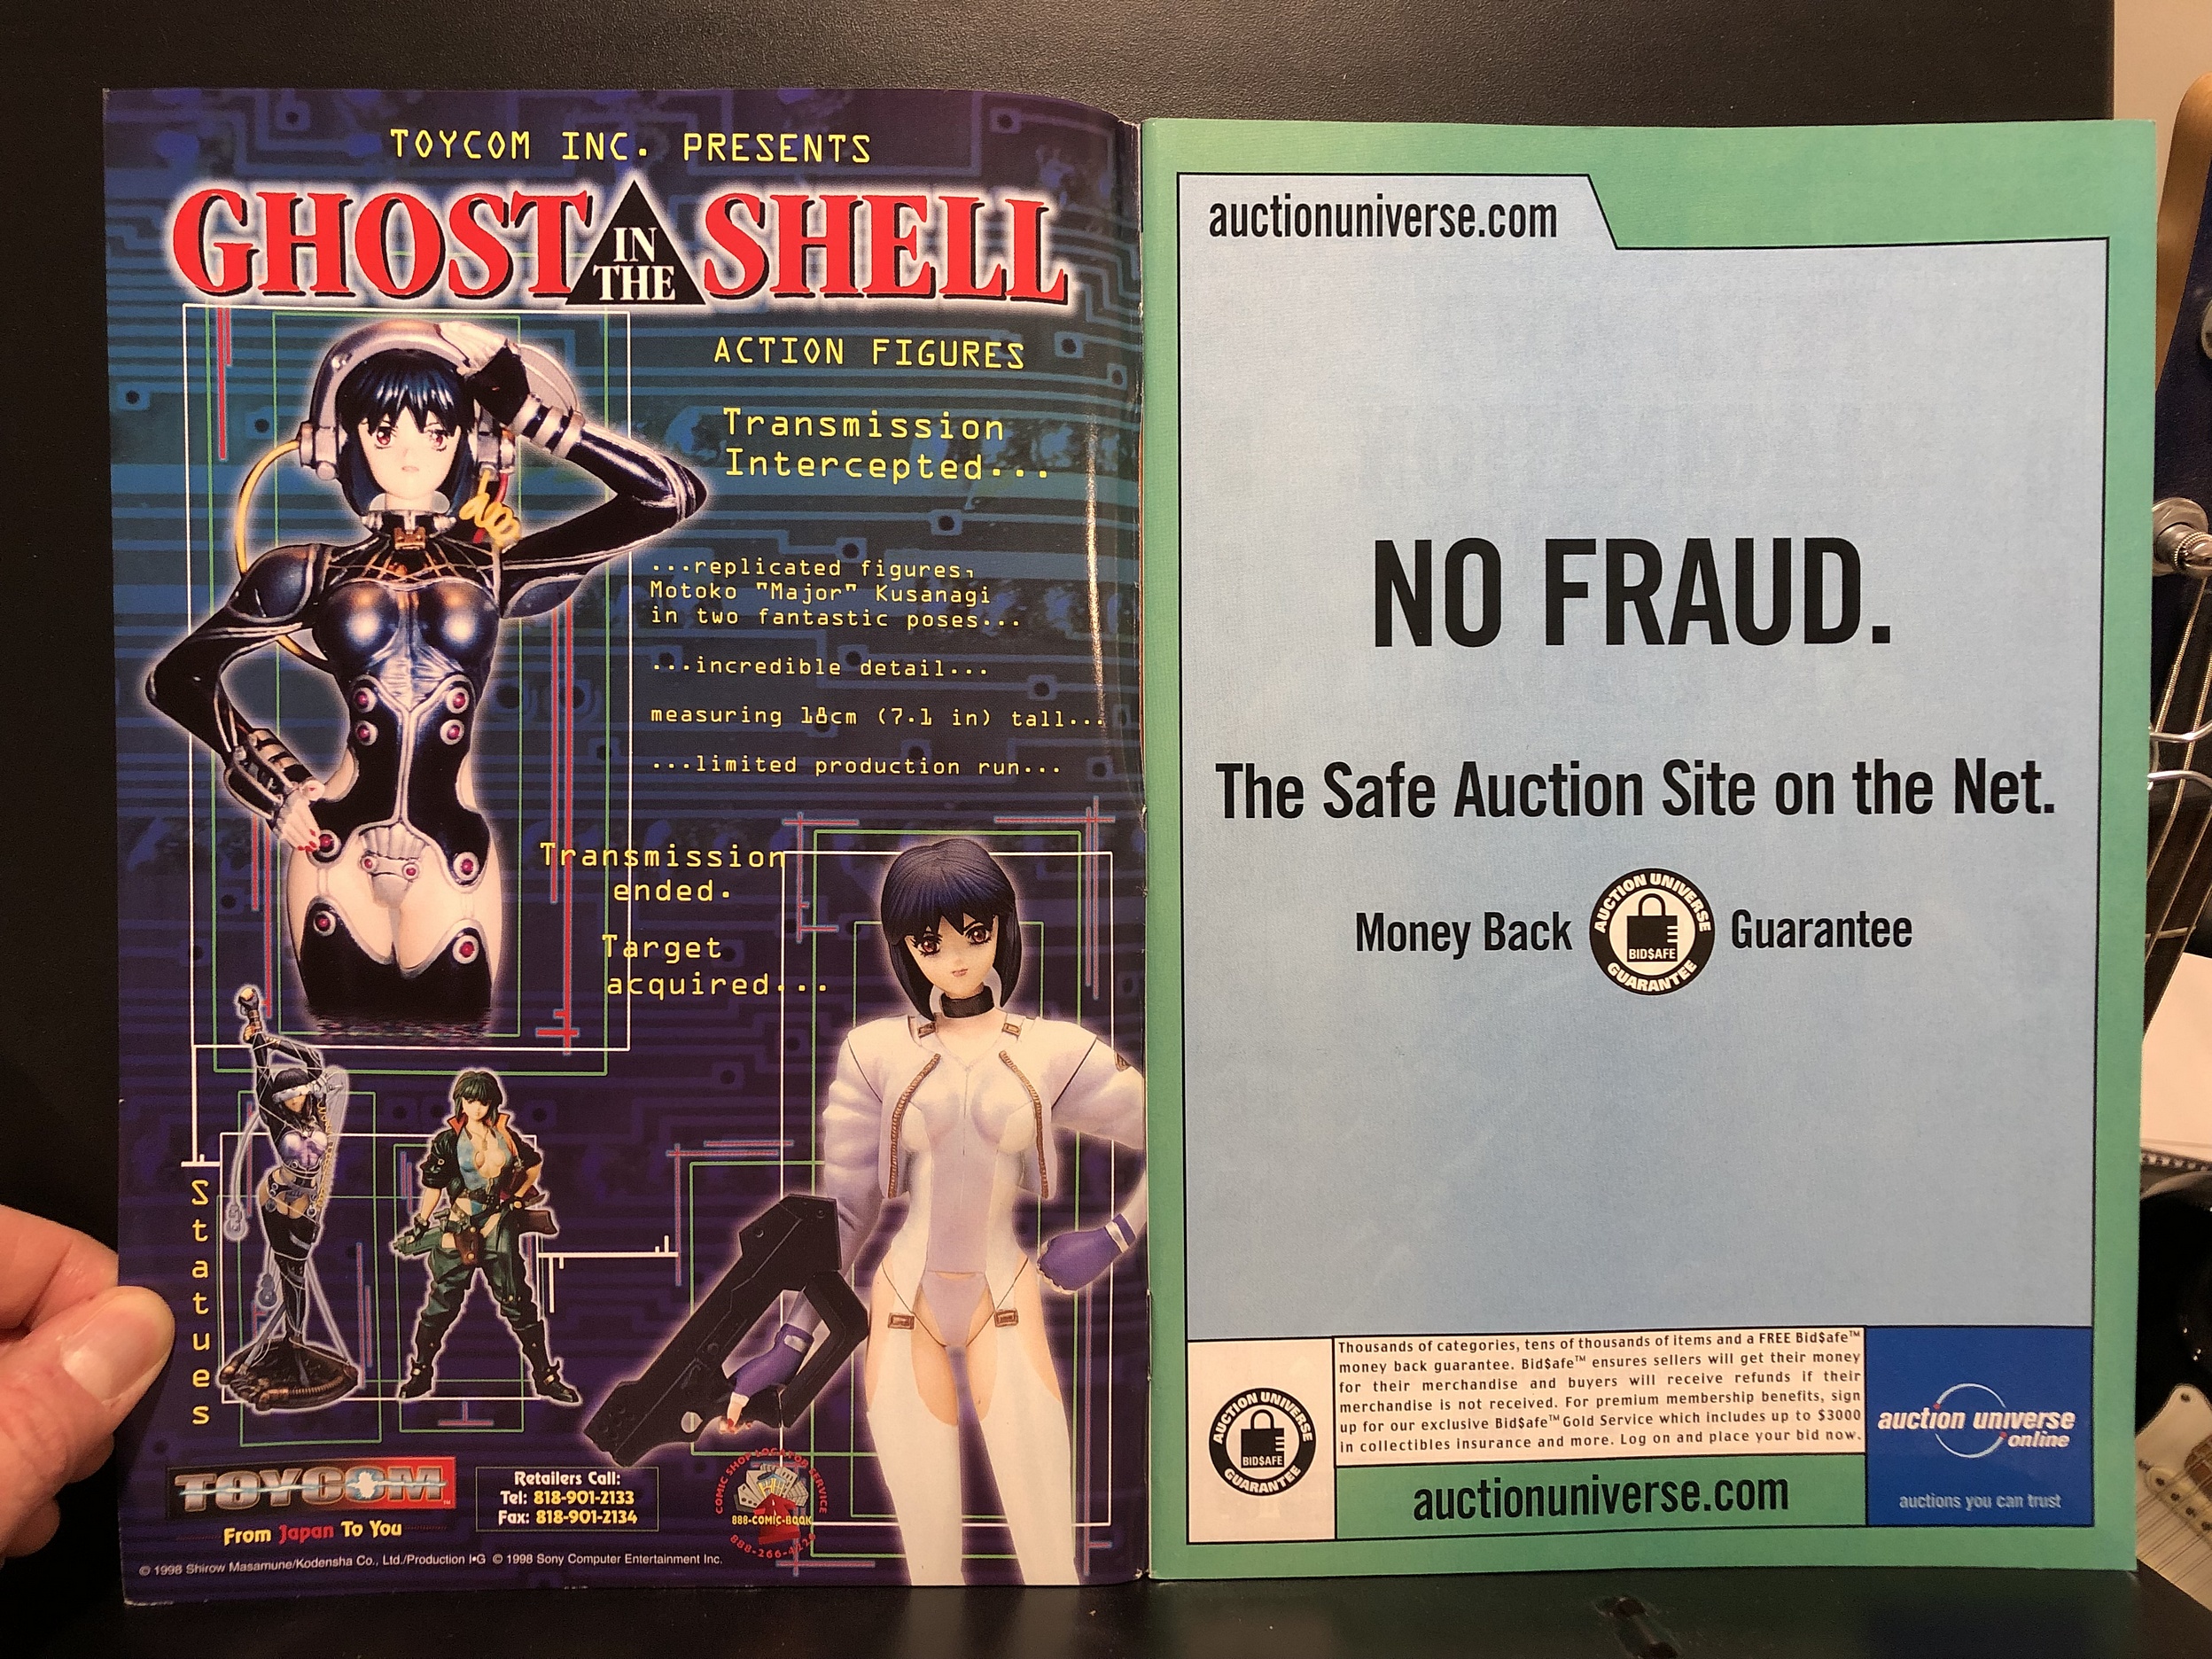 TOYCOM INC. PRESENTS
GHOST IN THE SHELL
ACTION FIGURES
Transmission
Intercepted...
...replicated figures,
Motoko "Major" Kusanagi
in two fantastic poses...
...incredible detail...
measuring 18cm (7.1 in) tall...
...limited production run...
Transmission
ended.
Target
acquired...
Statues
TOYCOM
From Japan To You
Retailers Call:
Tel: 818-901-2133
Fax: 818-901-2134
COMIC SHOP LOCATOR SERVICE
888-COMIC-BOOK
888-266-4226
© 1998 Shirow Masamune/Kodensha Co., Ltd./Production I•G © 1998 Sony Computer Entertainment Inc.
auctionuniverse.com
NO FRAUD.
The Safe Auction Site on the Net.
Money Back
AUCTION UNIVERSE
BID$AFE
GUARANTEE
Guarantee
AUCTION UNIVERSE
BID$AFE
GUARANTEE
Thousands of categories, tens of thousands of items and a FREE Bid$afe™
money back guarantee. Bid$afe™ ensures sellers will get their money
for their merchandise and buyers will receive refunds if their
merchandise is not received. For premium membership benefits, sign
up for our exclusive Bid$afe™ Gold Service which includes up to $3000
in collectibles insurance and more. Log on and place your bid now.
auctionuniverse.com
auction universe
online
auctions you can trust